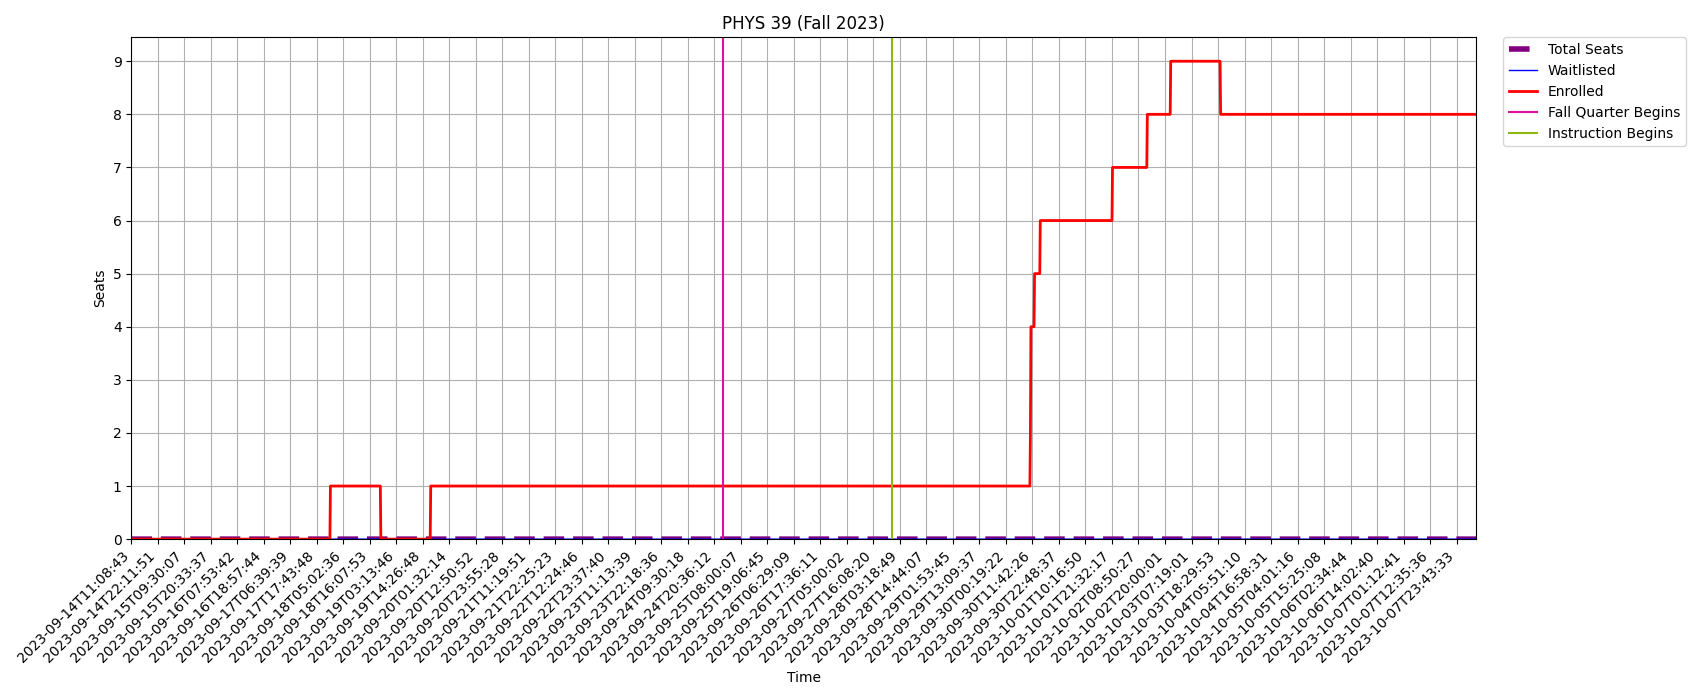 PHYS 39 (Fall 2023)
Total Seats
Waitlisted
Enrolled
Fall Quarter Begins
Instruction Begins
Seats
9
8
7
6
5
4
3
2
1
0
2023-09-14T11:08:43
2023-09-14T22:11:51
2023-09-15T09:30:07
2023-09-15T20:33:37
2023-09-16T07:53:42
2023-09-16T18:57:44
2023-09-17T06:39:39
2023-09-17T17:43:48
2023-09-18T05:02:36
2023-09-18T16:07:53
2023-09-19T03:13:46
2023-09-19T14:26:48
2023-09-20T01:32:14
2023-09-20T12:50:52
2023-09-20T23:55:28
2023-09-21T11:19:51
2023-09-21T22:25:23
2023-09-22T12:24:46
2023-09-22T23:37:40
2023-09-23T11:13:39
2023-09-23T22:18:36
2023-09-24T09:30:18
2023-09-24T20:36:12
2023-09-25T08:00:07
2023-09-25T19:06:45
2023-09-26T06:29:09
2023-09-26T17:36:11
2023-09-27T05:00:02
2023-09-27T16:08:20
2023-09-28T03:18:49
2023-09-28T14:44:07
2023-09-29T01:53:45
2023-09-29T13:09:37
2023-09-30T00:19:22
2023-09-30T11:42:26
2023-09-30T22:48:37
2023-10-01T10:16:50
2023-10-01T21:32:17
2023-10-02T08:50:27
2023-10-02T20:00:01
2023-10-03T07:19:01
2023-10-03T18:29:53
2023-10-04T05:51:10
2023-10-04T16:58:31
2023-10-05T04:01:16
2023-10-05T15:25:08
2023-10-06T02:34:44
2023-10-06T14:02:40
2023-10-07T01:12:41
2023-10-07T12:35:36
2023-10-07T23:43:33
Time